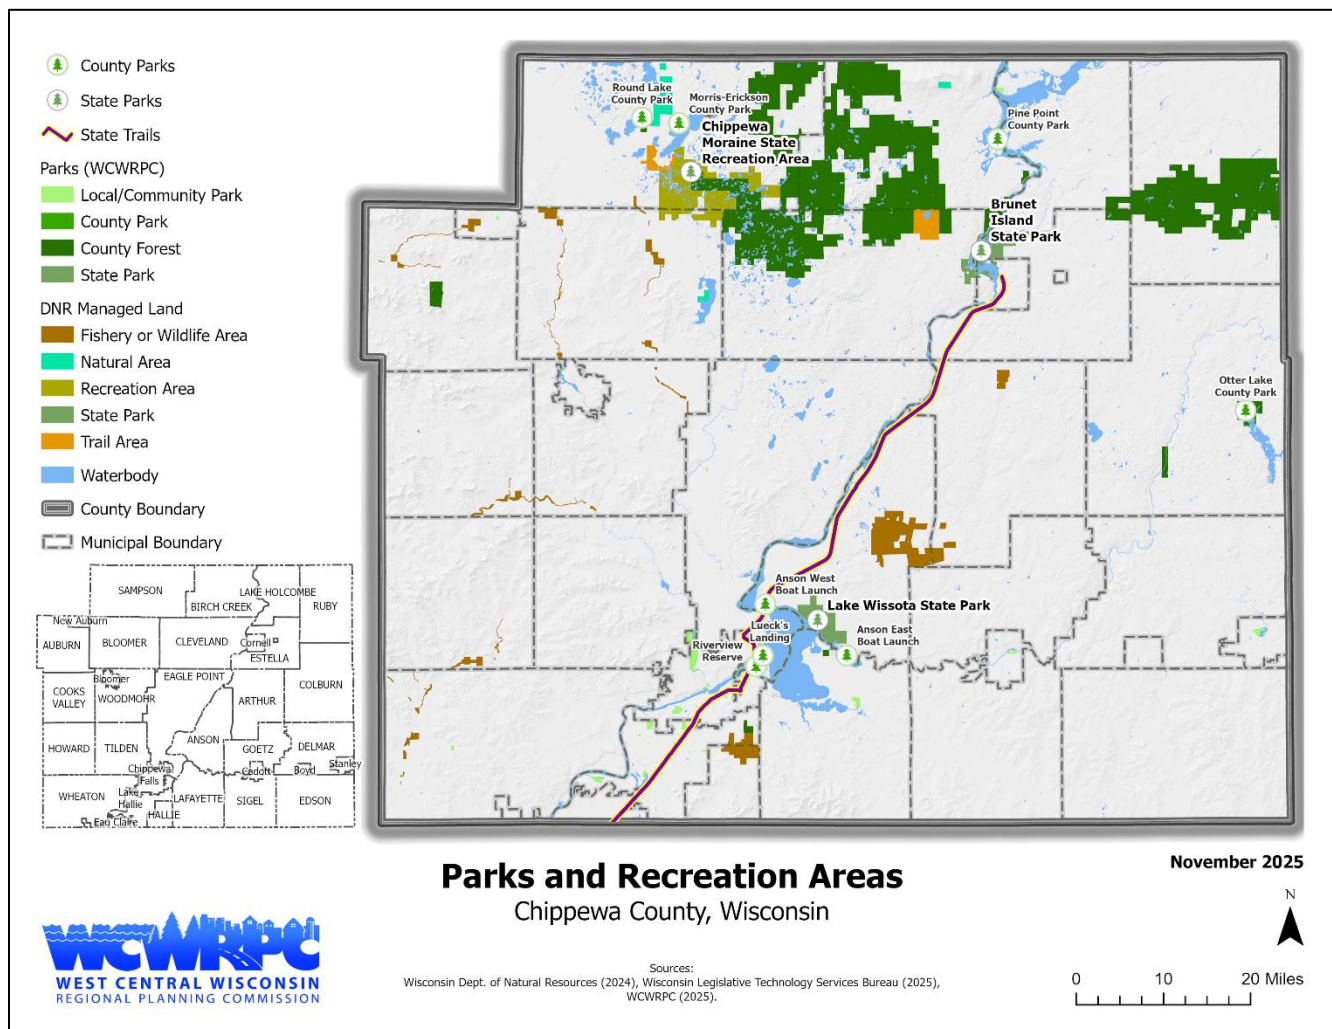 County Parks
State Parks
State Trails
Parks (WCWRPC)
Local/Community Park
County Park
County Forest
State Park
DNR Managed Land
Fishery or Wildlife Area
Natural Area
Recreation Area
State Park
Trail Area
Waterbody
County Boundary
Municipal Boundary
Round Lake
County Park
Morris-Erickson
County Park
Chippewa
Moraine State
Recreation Area
Pine Point
County Park
Brunet
Island
State Park
Otter Lake
County Park
Anson West
Boat Launch
Lake Wissota State Park
Lueck's
Landing
Anson East
Boat Launch
Riverview
Reserve
SAMPSON
LAKE HOLCOMBE
BIRCH CREEK
RUBY
New Auburn
AUBURN
BLOOMER
CLEVELAND
Cornell
ESTELLA
Bloomer
EAGLE POINT
COOKS
VALLEY
WOODMOHR
ARTHUR
COLBURN
HOWARD
TILDEN
ANSON
GOETZ
DELMAR
Chippewa
Falls
Cadott
Boyd
Stanley
WHEATON
Lake
Hallie
LAFAYETTE
SIGEL
EDSON
HALLIE
Eau Claire
Parks and Recreation Areas
Chippewa County, Wisconsin
November 2025
N
0 10 20 Miles
WCWRPC
WEST CENTRAL WISCONSIN
REGIONAL PLANNING COMMISSION
Sources:
Wisconsin Dept. of Natural Resources (2024), Wisconsin Legislative Technology Services Bureau (2025),
WCWRPC (2025).